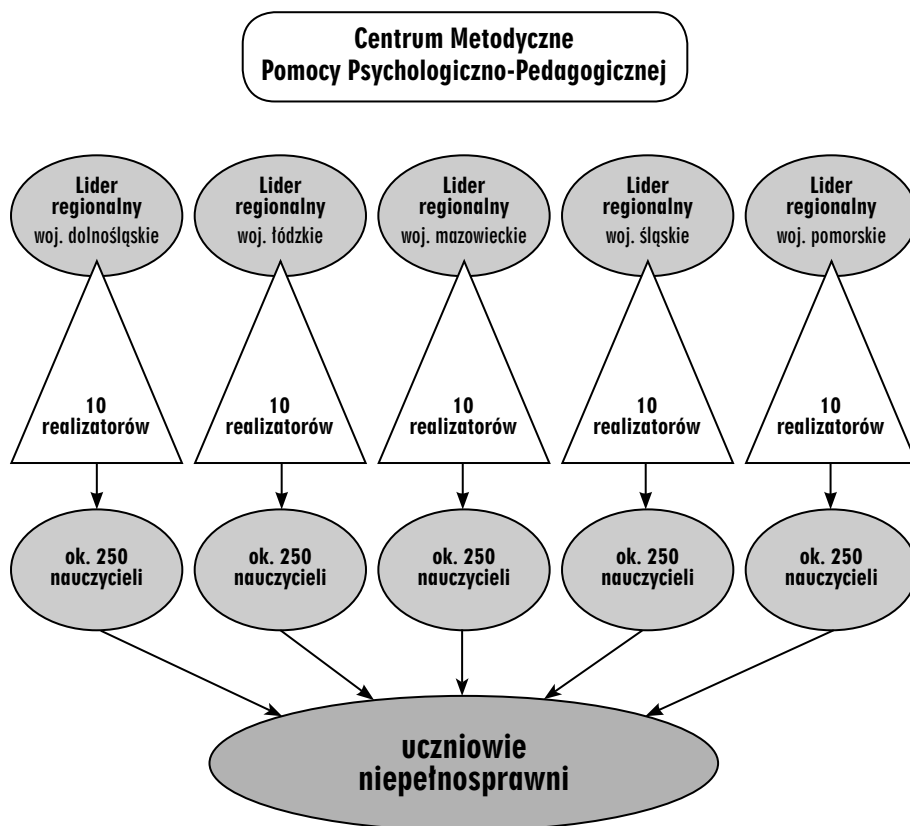 Centrum Metodyczne
Pomocy Psychologiczno-Pedagogicznej
Lider
regionalny
woj. dolnośląskie
Lider
regionalny
woj. łódzkie
Lider
regionalny
woj. mazowieckie
Lider
regionalny
woj. śląskie
Lider
regionalny
woj. pomorskie
10
realizatorów
10
realizatorów
10
realizatorów
10
realizatorów
10
realizatorów
ok. 250
nauczycieli
ok. 250
nauczycieli
ok. 250
nauczycieli
ok. 250
nauczycieli
ok. 250
nauczycieli
uczniowie
niepełnosprawni